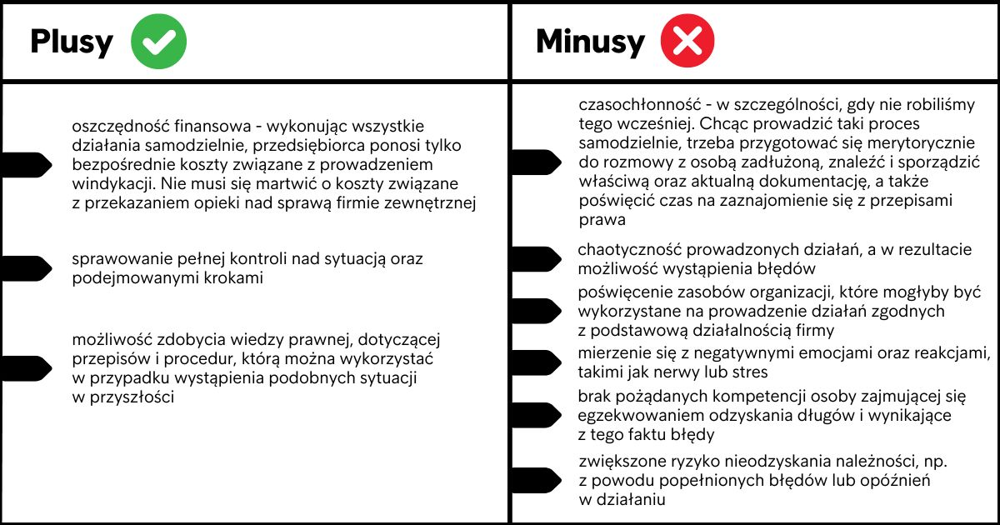 Plusy
oszczędność finansowa - wykonując wszystkie
działania samodzielnie, przedsiębiorca ponosi tylko
bezpośrednie koszty związane z prowadzeniem
windykacji. Nie musi się martwić o koszty związane
z przekazaniem opieki nad sprawą firmie zewnętrznej
sprawowanie pełnej kontroli nad sytuacją oraz
podejmowanymi krokami
możliwość zdobycia wiedzy prawnej, dotyczącej
przepisów i procedur, którą można wykorzystać
w przypadku wystąpienia podobnych sytuacji
w przyszłości
Minusy
czasochłonność - w szczególności, gdy nie robiliśmy
tego wcześniej. Chcąc prowadzić taki proces
samodzielnie, trzeba przygotować się merytorycznie
do rozmowy z osobą zadłużoną, znaleźć i sporządzić
właściwą oraz aktualną dokumentację, a także
poświęcić czas na zaznajomienie się z przepisami
prawa
chaotyczność prowadzonych działań, a w rezultacie
możliwość wystąpienia błędów
poświęcenie zasobów organizacji, które mogłyby być
wykorzystane na prowadzenie działań zgodnych
z podstawową działalnością firmy
mierzenie się z negatywnymi emocjami oraz reakcjami,
takimi jak nerwy lub stres
brak pożądanych kompetencji osoby zajmującej się
egzekwowaniem odzyskania długów i wynikające
z tego faktu błędy
zwiększone ryzyko nieodzyskania należności, np.
z powodu popełnionych błędów lub opóźnień
w działaniu